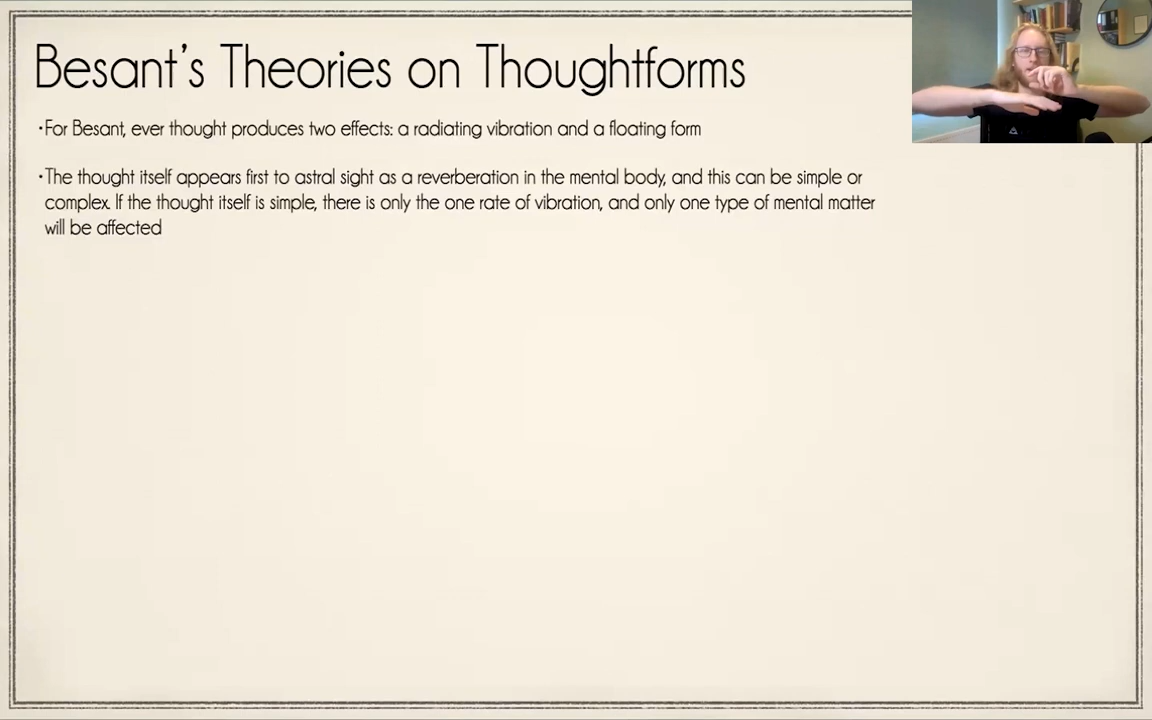 Besant's Theories on Thoughtforms
•For Besant, ever thought produces two effects: a radiating vibration and a floating form
•The thought itself appears first to astral sight as a reverberation in the mental body, and this can be simple or
complex. If the thought itself is simple, there is only the one rate of vibration, and only one type of mental matter
will be affected